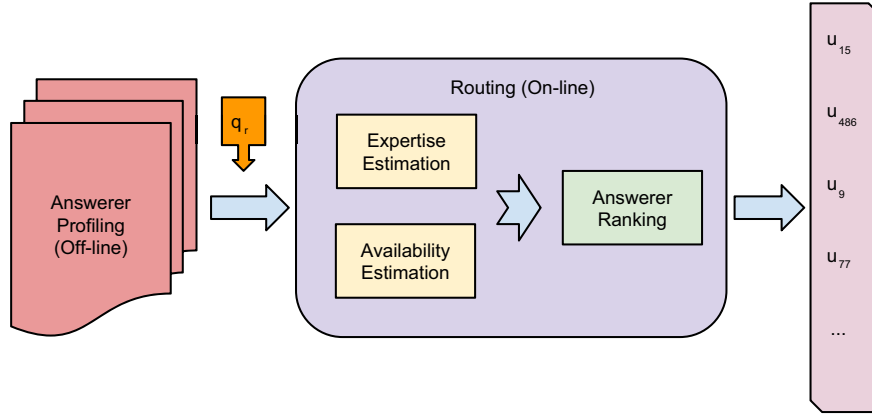 Answerer
Profiling
(Off-line)
q_r
Routing (On-line)
Expertise
Estimation
Availability
Estimation
Answerer
Ranking
u_15
u_486
u_9
u_77
...